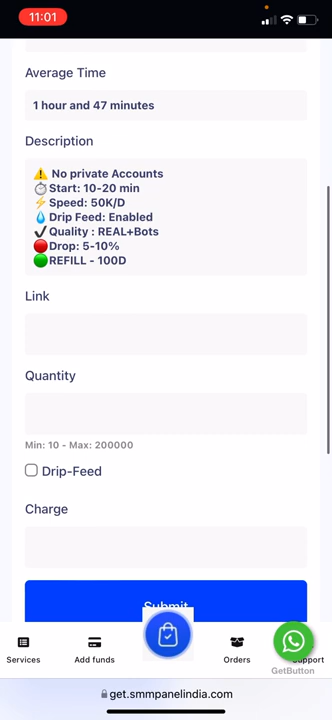 11:01
Average Time
1 hour and 47 minutes
Description
⚠️ No private Accounts
⏱Start: 10-20 min
⚡Speed: 50K/D
💧Drip Feed: Enabled
✔Quality : REAL+Bots
🔴Drop: 5-10%
🟢REFILL - 100D
Link
Quantity
Min: 10 - Max: 200000
Drip-Feed
Charge
Submit
Services
Add funds
Orders
Support
GetButton
get.smmpanelindia.com